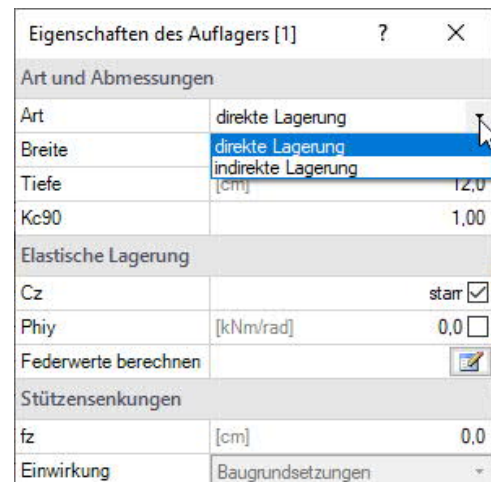 Eigenschaften des Auflagers [1] ?
Art und Abmessungen
Art direkte Lagerung
Breite direkte Lagerung
indirekte Lagerung
Tiefe [cm] 12,0
Kc90 1,00
Elastische Lagerung
Cz starr
Phiy [kNm/rad] 0,0
Federwerte berechnen
Stützensenkungen
fz [cm] 0,0
Einwirkung Baugrundsetzungen